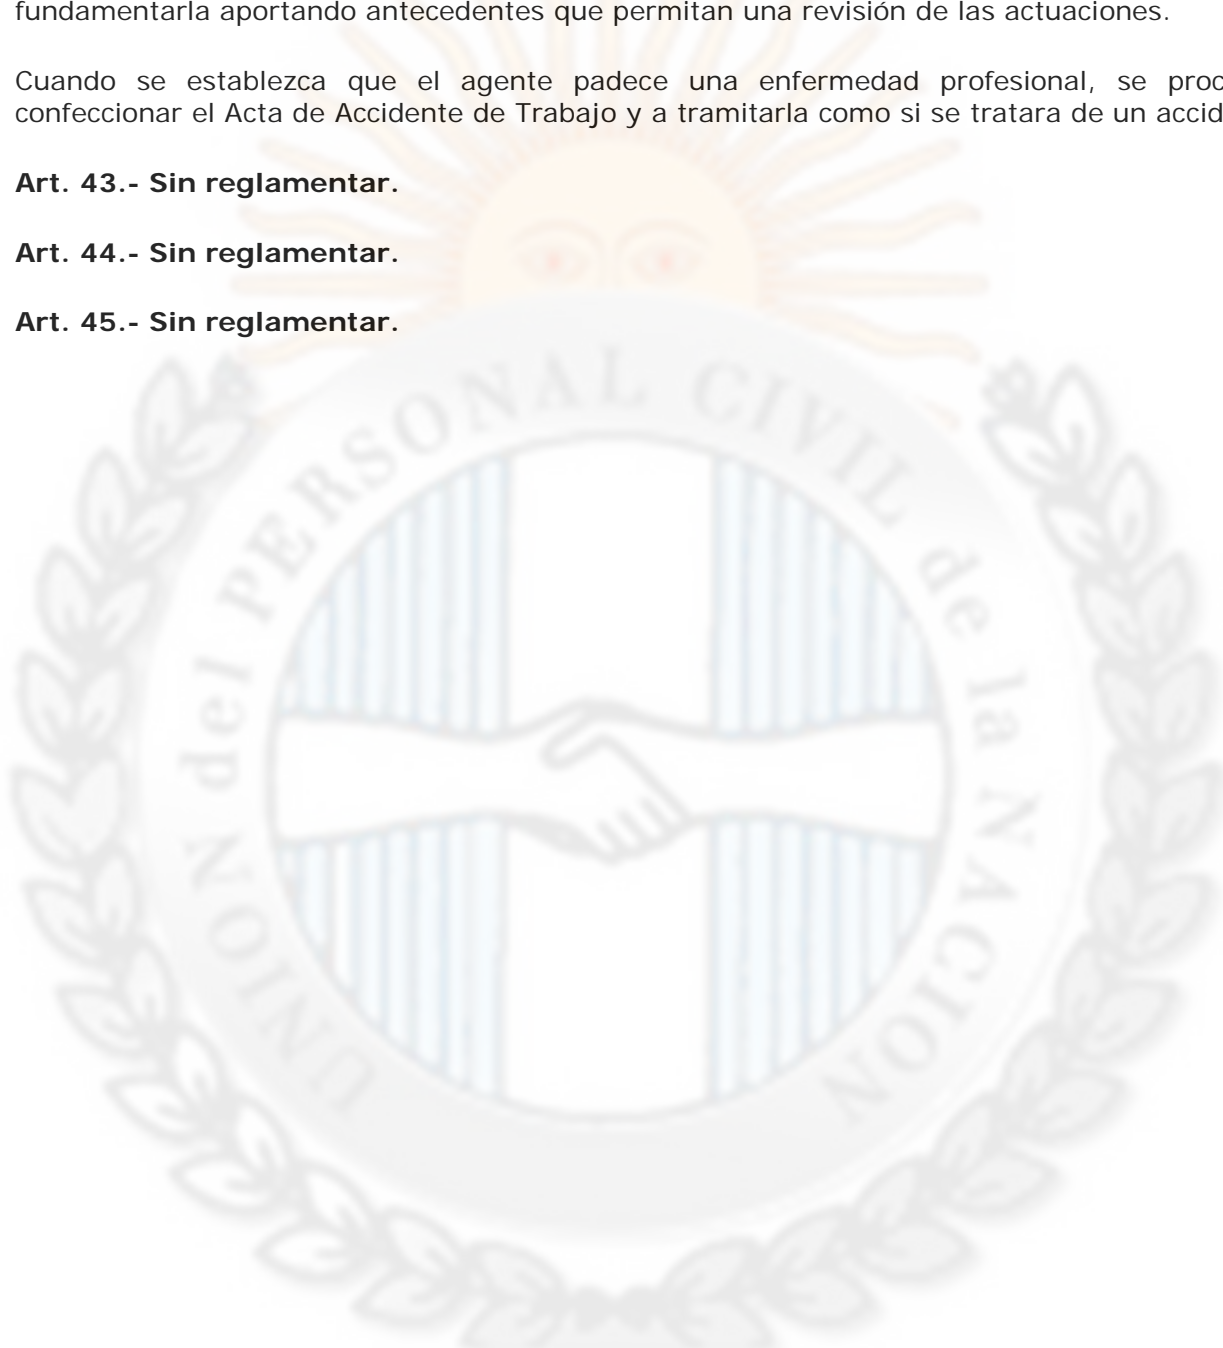 fundamentarla aportando antecedentes que permitan una revisión de las actuaciones.
Cuando se establezca que el agente padece una enfermedad profesional, se proc
confeccionar el Acta de Accidente de Trabajo y a tramitarla como si se tratara de un accid
Art. 43.- Sin reglamentar.
Art. 44.- Sin reglamentar.
Art. 45.- Sin reglamentar.
UNION del PERSONAL CIVIL de la NACION